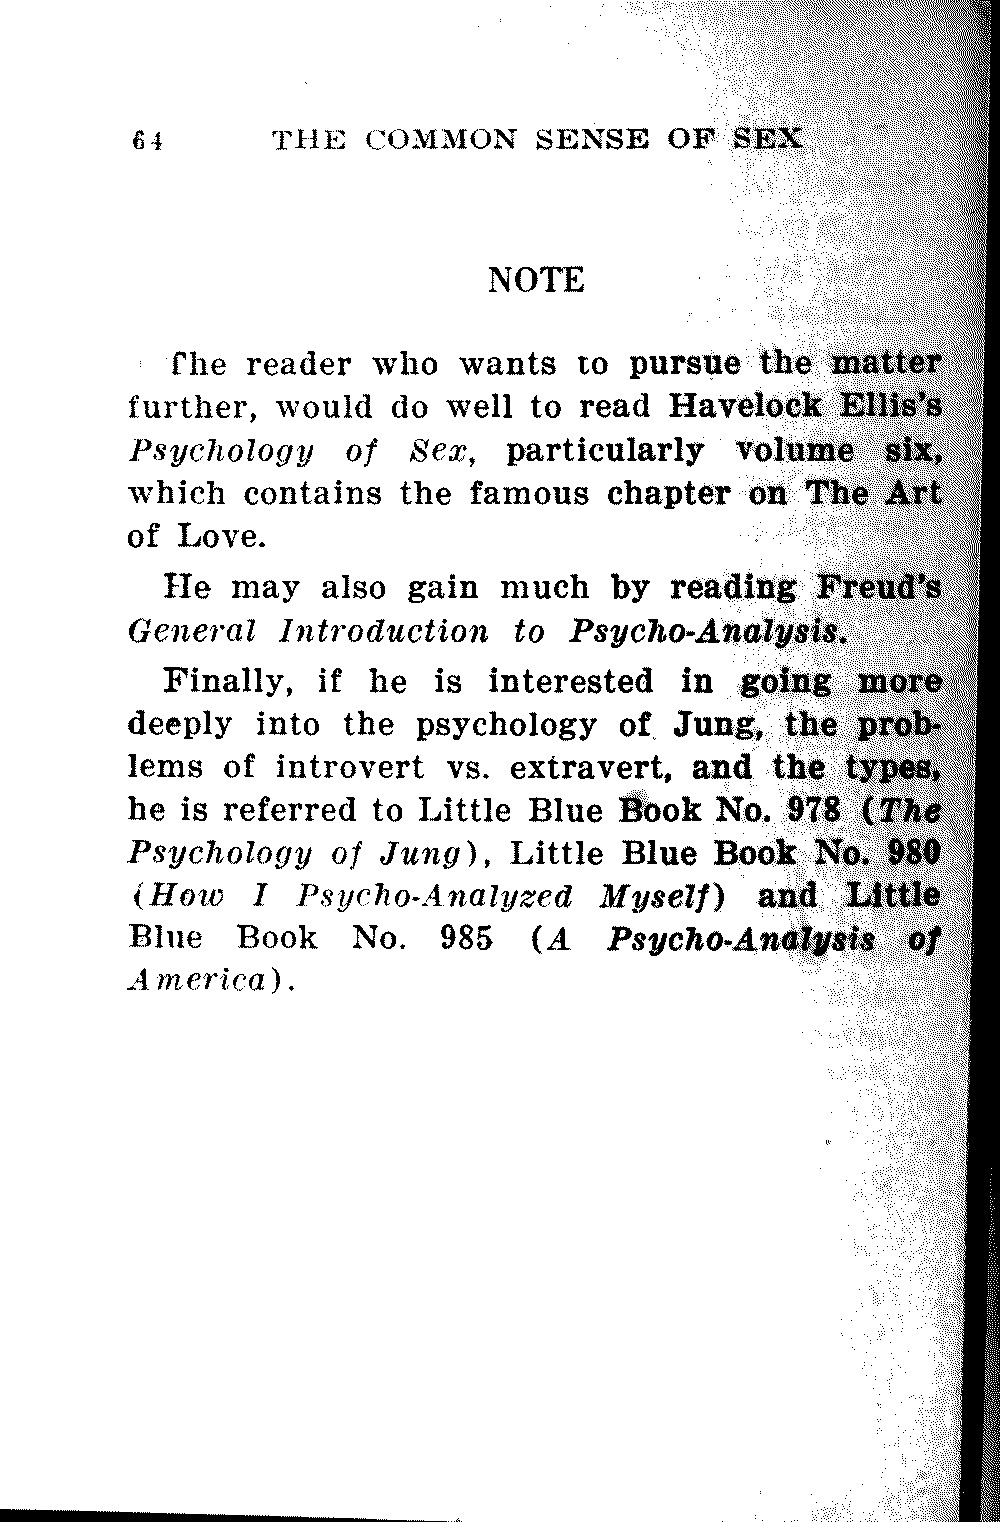 64 THE COMMON SENSE OF SEX
NOTE
The reader who wants to pursue the matter
further, would do well to read Havelock Ellis's
Psychology of Sex, particularly volume six,
which contains the famous chapter on The Art
of Love.
He may also gain much by reading Freud's
General Introduction to Psycho-Analysis.
Finally, if he is interested in going more
deeply into the psychology of Jung, the prob-
lems of introvert vs. extravert, and the types,
he is referred to Little Blue Book No. 978 (The
Psychology of Jung), Little Blue Book No. 980
(How I Psycho-Analyzed Myself) and Little
Blue Book No. 985 (A Psycho-Analysis of
America).